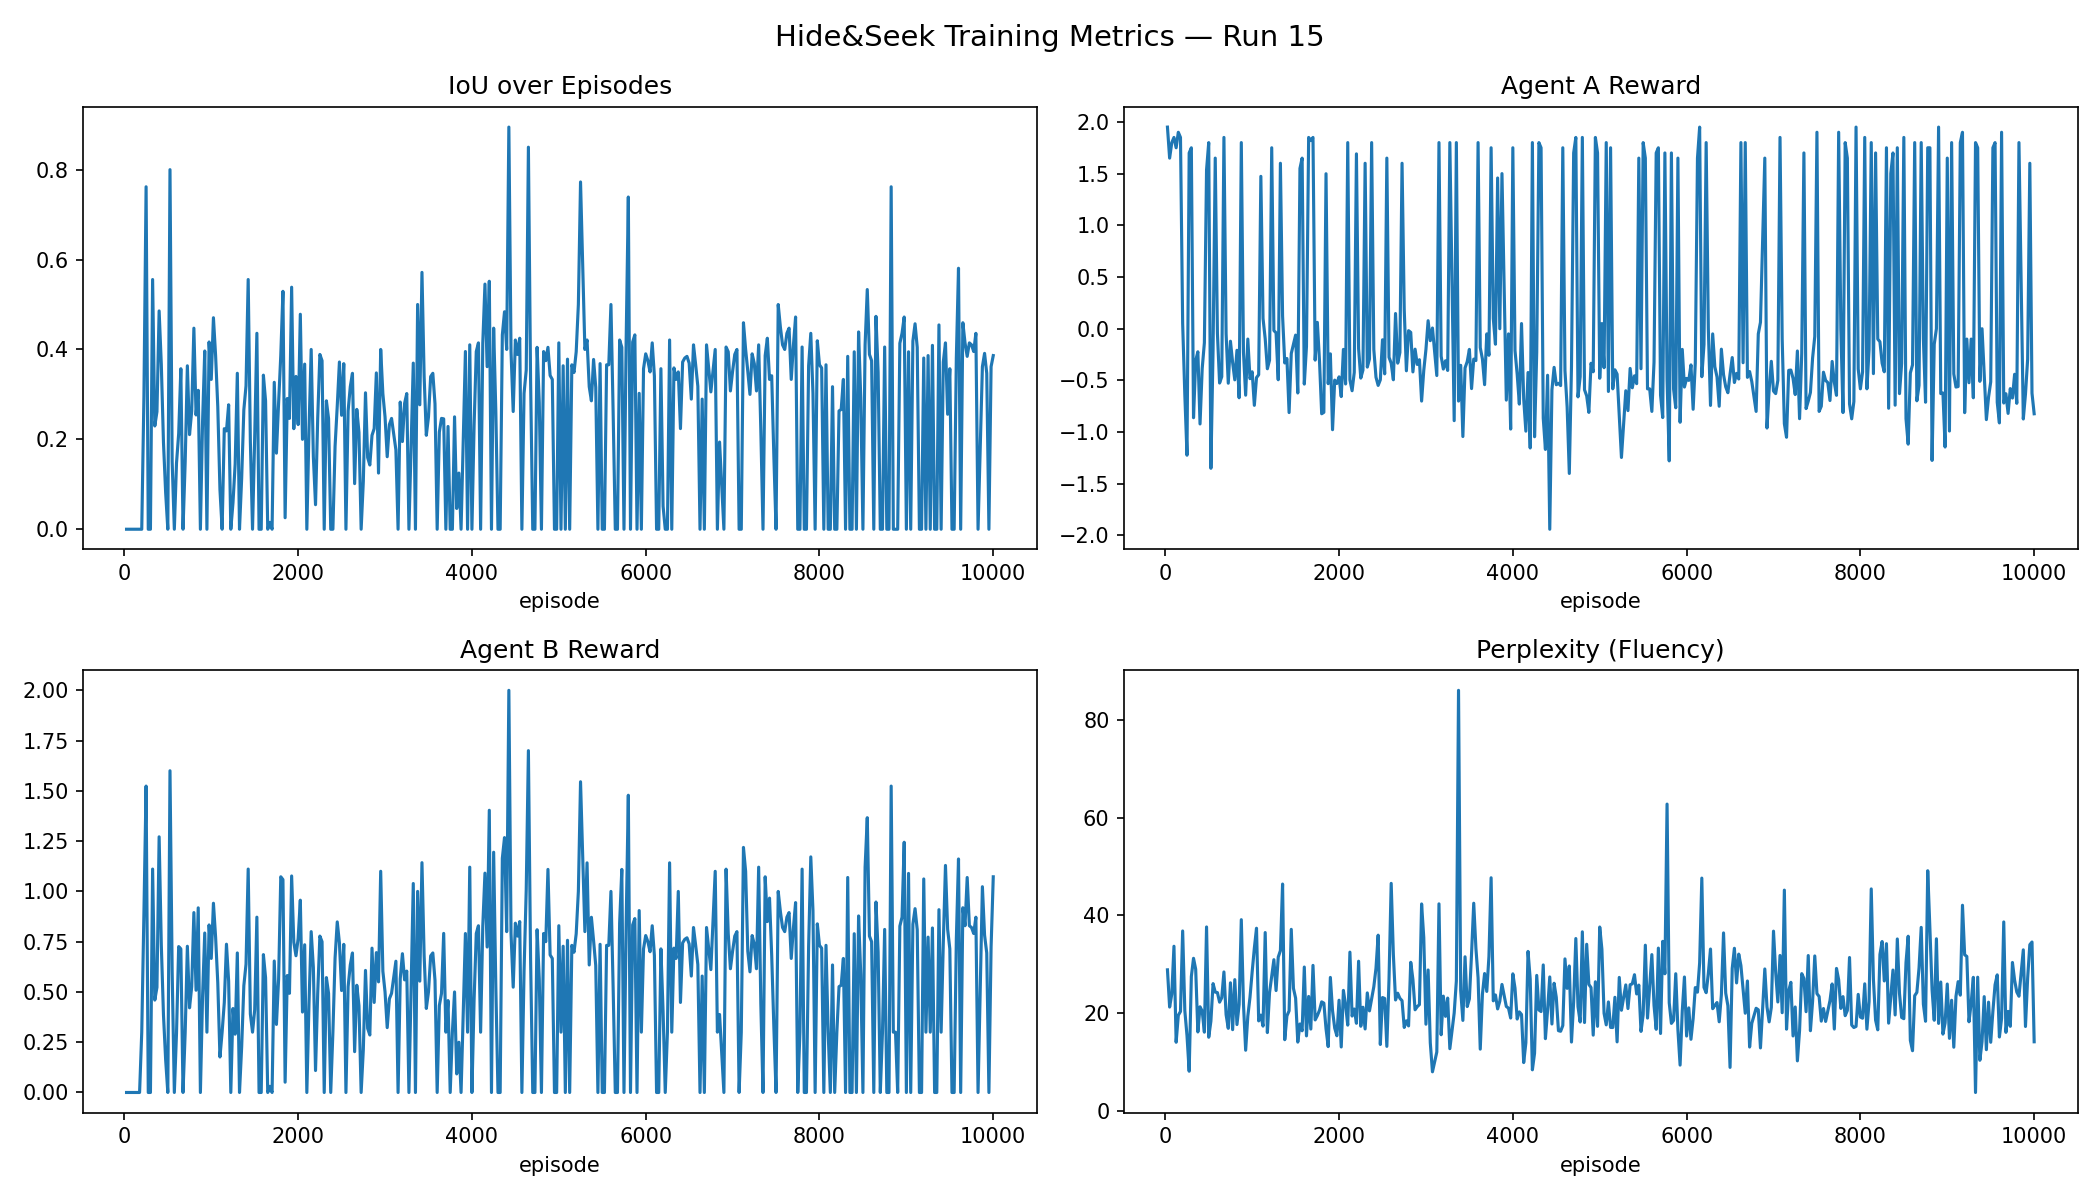 Hide&Seek Training Metrics — Run 15
IoU over Episodes
0.8
0.6
0.4
0.2
0.0
0 2000 4000 6000 8000 10000
episode
Agent A Reward
2.0
1.5
1.0
0.5
0.0
−0.5
−1.0
−1.5
−2.0
0 2000 4000 6000 8000 10000
episode
Agent B Reward
2.00
1.75
1.50
1.25
1.00
0.75
0.50
0.25
0.00
0 2000 4000 6000 8000 10000
episode
Perplexity (Fluency)
80
60
40
20
0
0 2000 4000 6000 8000 10000
episode